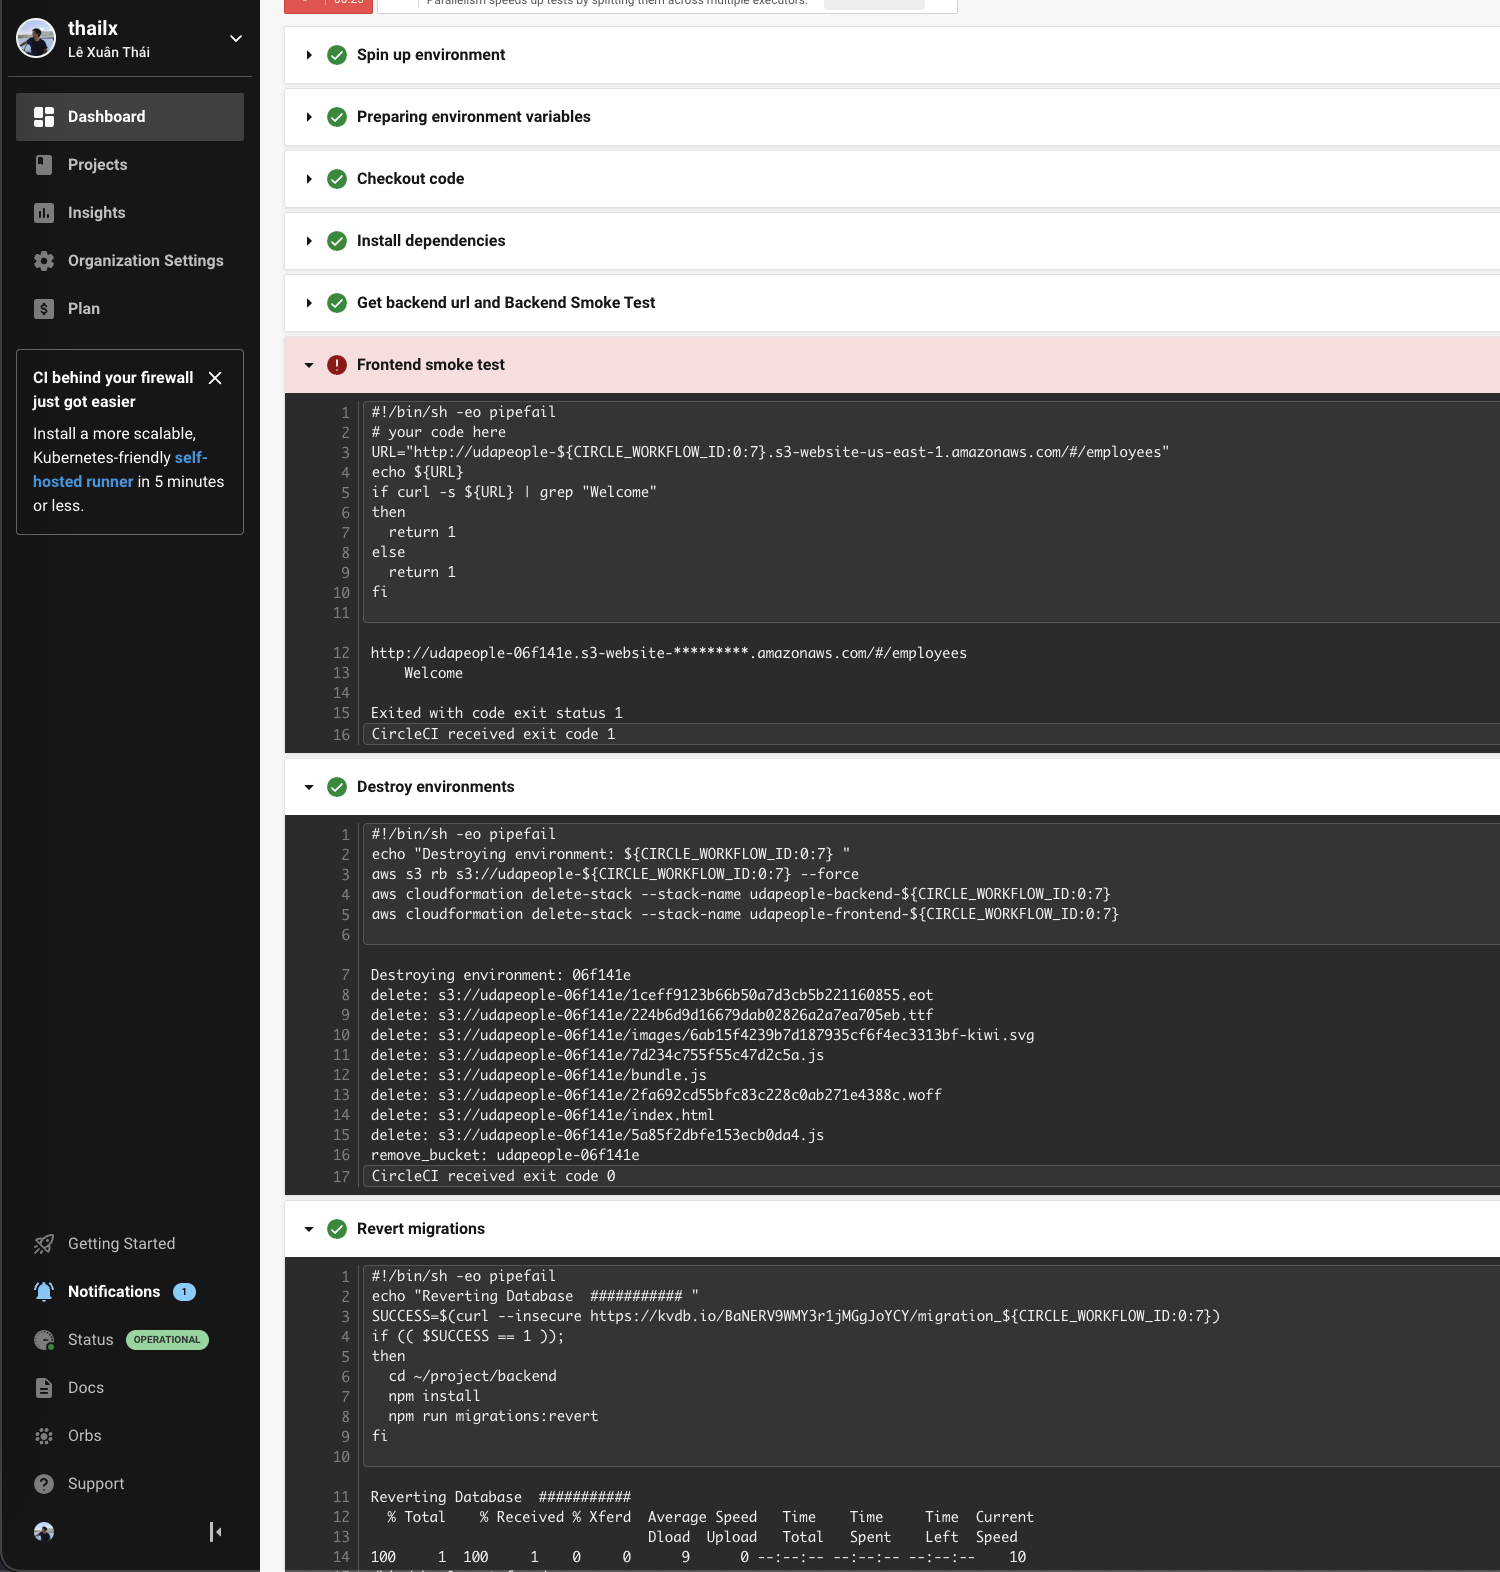 thailx
Lê Xuân Thái
Dashboard
Projects
Insights
Organization Settings
Plan
CI behind your firewall
just got easier
Install a more scalable,
Kubernetes-friendly self-
hosted runner in 5 minutes
or less.
Getting Started
Notifications 1
Status OPERATIONAL
Docs
Orbs
Support
Parallelism speeds up tests by splitting them across multiple executors.
Spin up environment
Preparing environment variables
Checkout code
Install dependencies
Get backend url and Backend Smoke Test
Frontend smoke test
1 #!/bin/sh -eo pipefail
2 # your code here
3 URL="http://udapeople-${CIRCLE_WORKFLOW_ID:0:7}.s3-website-us-east-1.amazonaws.com/#/employees"
4 echo ${URL}
5 if curl -s ${URL} | grep "Welcome"
6 then
7   return 1
8 else
9   return 1
10 fi
11
12 http://udapeople-06f141e.s3-website-*********.amazonaws.com/#/employees
13     Welcome
14
15 Exited with code exit status 1
16 CircleCI received exit code 1
Destroy environments
1 #!/bin/sh -eo pipefail
2 echo "Destroying environment: ${CIRCLE_WORKFLOW_ID:0:7} "
3 aws s3 rb s3://udapeople-${CIRCLE_WORKFLOW_ID:0:7} --force
4 aws cloudformation delete-stack --stack-name udapeople-backend-${CIRCLE_WORKFLOW_ID:0:7}
5 aws cloudformation delete-stack --stack-name udapeople-frontend-${CIRCLE_WORKFLOW_ID:0:7}
6
7 Destroying environment: 06f141e
8 delete: s3://udapeople-06f141e/1ceff9123b66b50a7d3cb5b221160855.eot
9 delete: s3://udapeople-06f141e/224b6d9d16679dab02826a2a7ea705eb.ttf
10 delete: s3://udapeople-06f141e/images/6ab15f4239b7d187935cf6f4ec3313bf-kiwi.svg
11 delete: s3://udapeople-06f141e/7d234c755f55c47d2c5a.js
12 delete: s3://udapeople-06f141e/bundle.js
13 delete: s3://udapeople-06f141e/2fa692cd55bfc83c228c0ab271e4388c.woff
14 delete: s3://udapeople-06f141e/index.html
15 delete: s3://udapeople-06f141e/5a85f2dbfe153ecb0da4.js
16 remove_bucket: udapeople-06f141e
17 CircleCI received exit code 0
Revert migrations
1 #!/bin/sh -eo pipefail
2 echo "Reverting Database  ########### "
3 SUCCESS=$(curl --insecure https://kvdb.io/BaNERV9WMY3r1jMGgJoYCY/migration_${CIRCLE_WORKFLOW_ID:0:7})
4 if (( $SUCCESS == 1 ));
5 then
6   cd ~/project/backend
7   npm install
8   npm run migrations:revert
9 fi
10
11 Reverting Database  ###########
12   % Total    % Received % Xferd  Average Speed   Time    Time     Time  Current
13                                  Dload  Upload   Total   Spent    Left  Speed
14 100     1  100     1    0     0      9      0 --:--:-- --:--:-- --:--:--    10